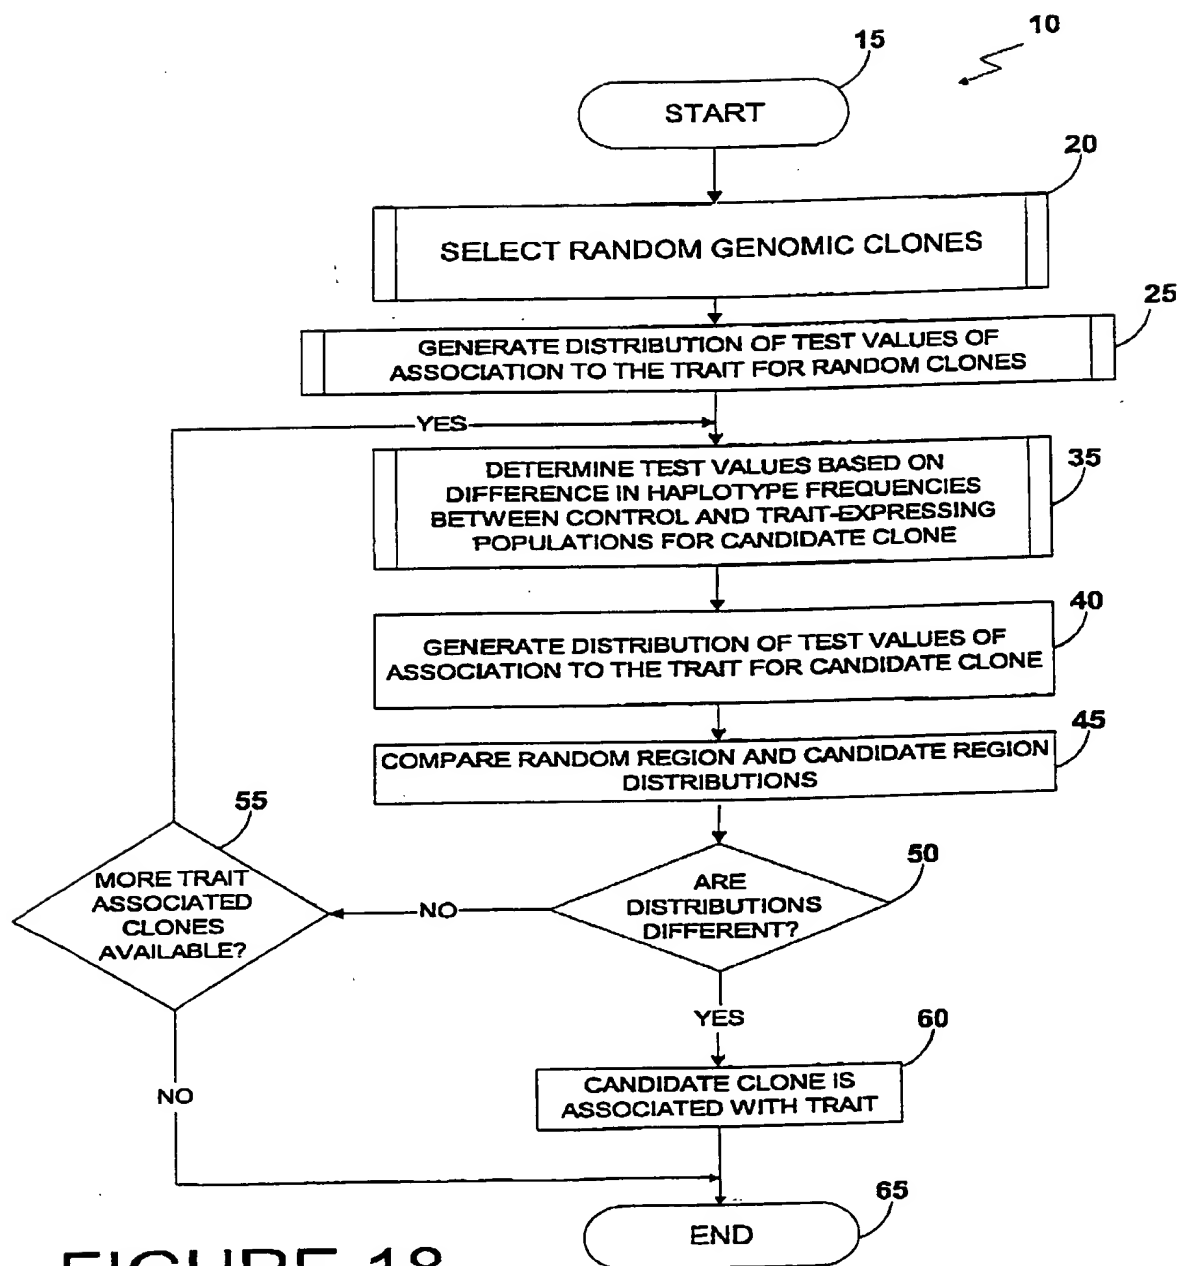 10
15
START
20
SELECT RANDOM GENOMIC CLONES
25
GENERATE DISTRIBUTION OF TEST VALUES OF
ASSOCIATION TO THE TRAIT FOR RANDOM CLONES
YES
35
DETERMINE TEST VALUES BASED ON
DIFFERENCE IN HAPLOTYPE FREQUENCIES
BETWEEN CONTROL AND TRAIT-EXPRESSING
POPULATIONS FOR CANDIDATE CLONE
40
GENERATE DISTRIBUTION OF TEST VALUES OF
ASSOCIATION TO THE TRAIT FOR CANDIDATE CLONE
45
COMPARE RANDOM REGION AND CANDIDATE REGION
DISTRIBUTIONS
50
ARE
DISTRIBUTIONS
DIFFERENT?
NO
55
MORE TRAIT
ASSOCIATED
CLONES
AVAILABLE?
YES
60
CANDIDATE CLONE IS
ASSOCIATED WITH TRAIT
NO
65
END
FIGURE 18